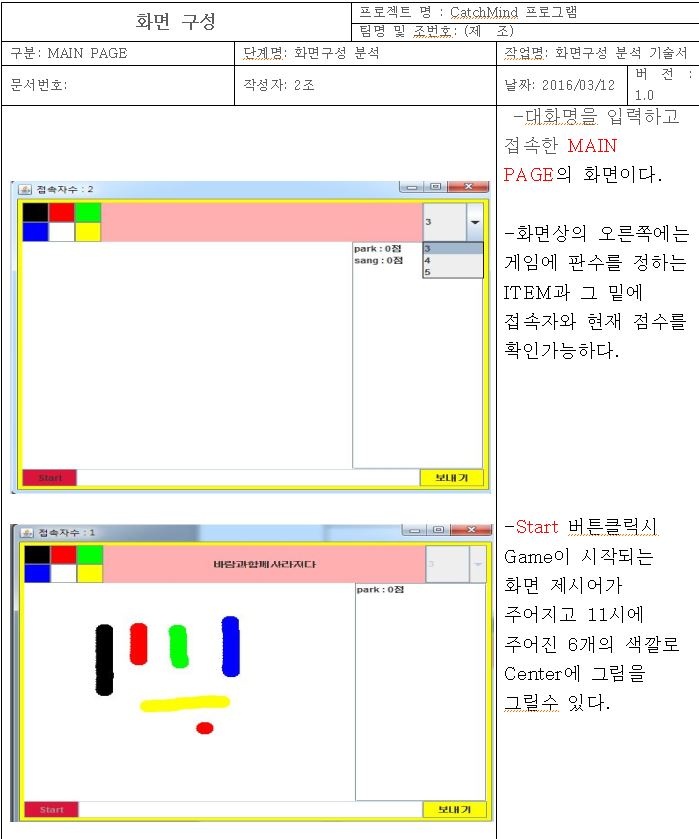 화면 구성
프로젝트 명 : CatchMind 프로그램
팀명 및 조번호: (제 조)
구분: MAIN PAGE
단계명: 화면구성 분석
작업명: 화면구성 분석 기술서
문서번호:
작성자: 2조
날짜: 2016/03/12
버 전 :
1.0
-대화명을 입력하고
접속한 MAIN
PAGE의 화면이다.
-화면상의 오른쪽에는
게임에 판수를 정하는
ITEM과 그 밑에
접속자와 현재 점수를
확인가능하다.
접속자수 : 2
3
park : 0점
sang : 0점
3
4
5
Start
보내기
접속자수 : 1
바람과함께사라지다
3
park : 0점
Start
보내기
-Start 버튼클릭시
Game이 시작되는
화면 제시어가
주어지고 11시에
주어진 6개의 색깔로
Center에 그림을
그릴수 있다.